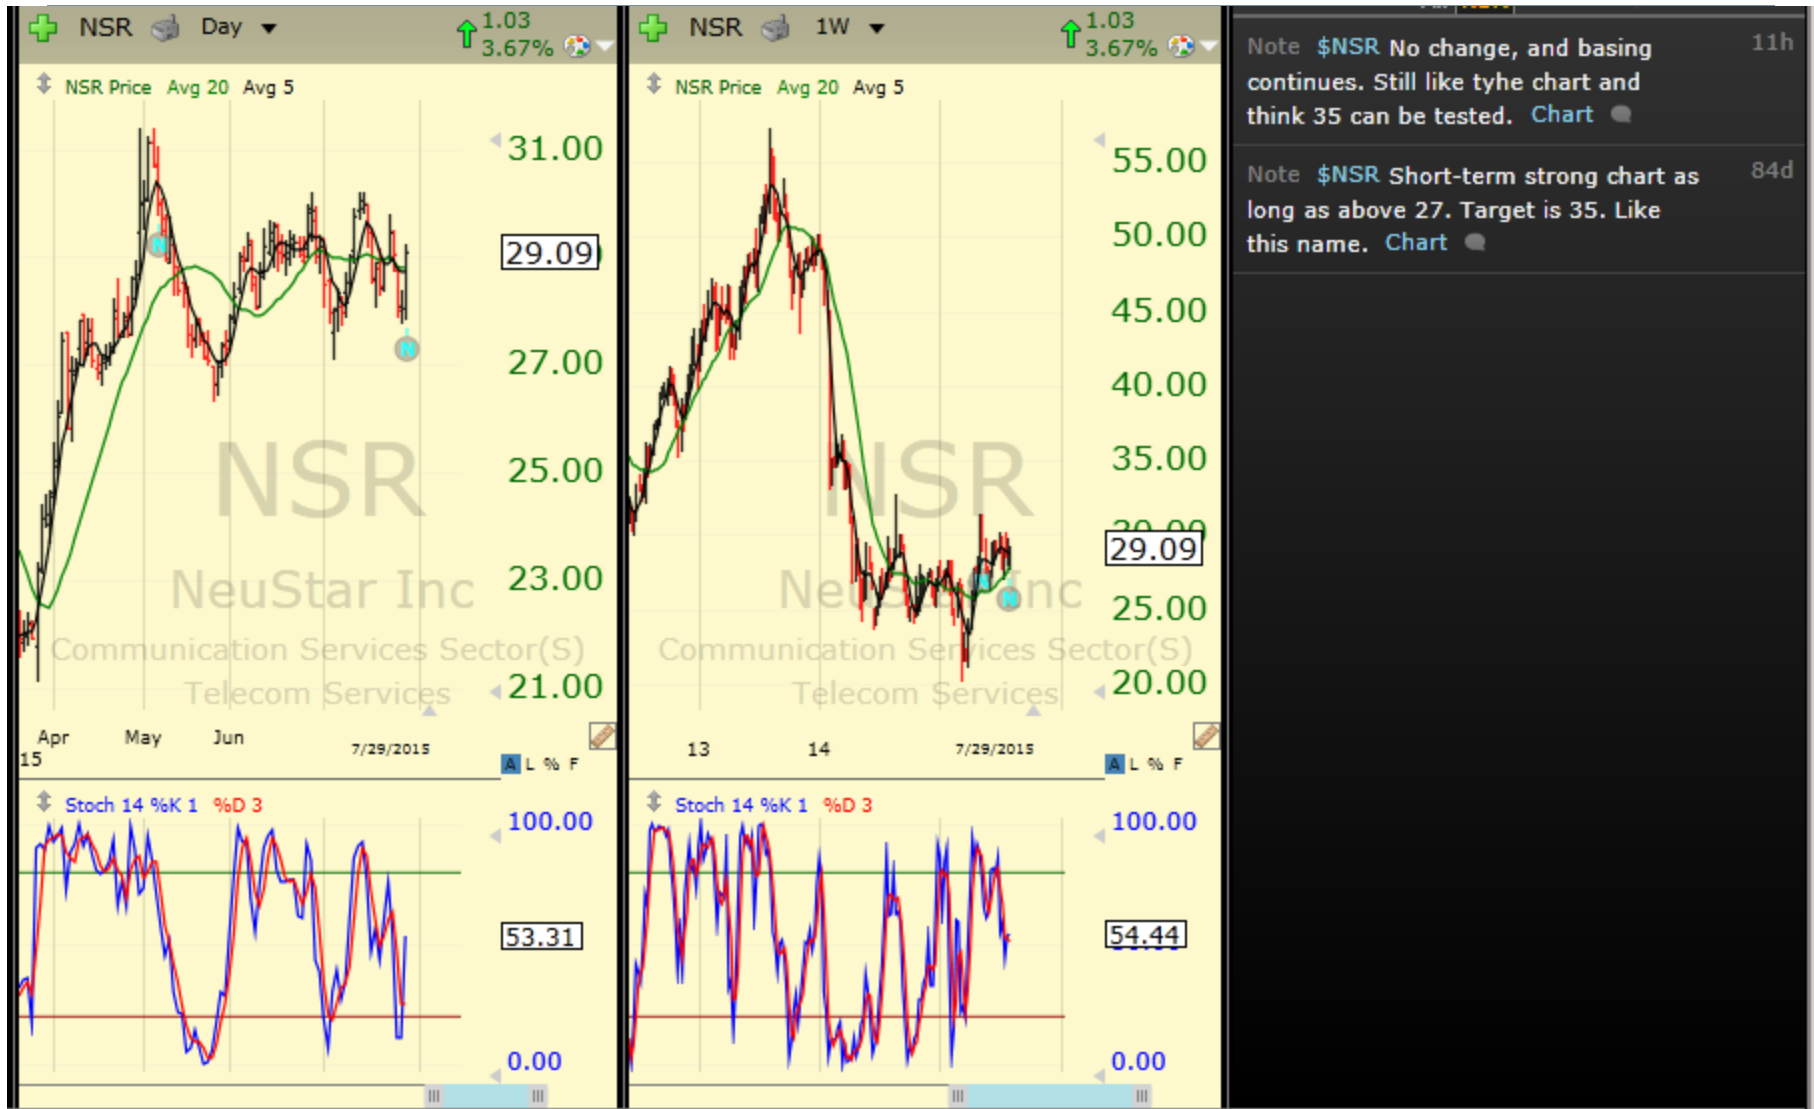 NSR Day
1.03
3.67%
NSR Price Avg 20 Avg 5
31.00
29.09
27.00
25.00
23.00
21.00
NSR
NeuStar Inc
Communication Services Sector(S)
Telecom Services
Apr May Jun 7/29/2015
15
A L % F
Stoch 14 %K 1 %D 3
100.00
53.31
0.00
N
N
NSR 1W
1.03
3.67%
NSR Price Avg 20 Avg 5
55.00
50.00
45.00
40.00
35.00
30.00
29.09
25.00
20.00
NSR
NeuStar Inc
Communication Services Sector(S)
Telecom Services
13 14 7/29/2015
A L % F
Stoch 14 %K 1 %D 3
100.00
54.44
0.00
N
N
Note $NSR No change, and basing 11h
continues. Still like tyhe chart and
think 35 can be tested. Chart
Note $NSR Short-term strong chart as 84d
long as above 27. Target is 35. Like
this name. Chart